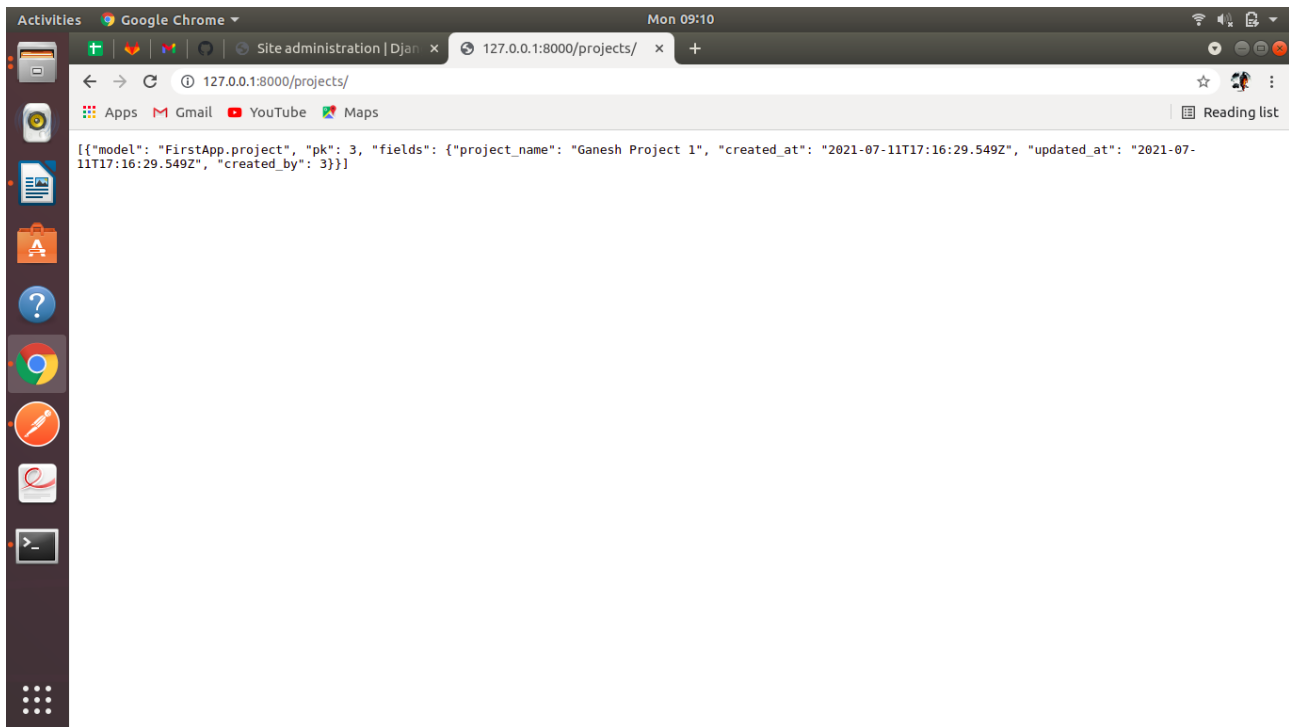 Activities Google Chrome Mon 09:10
Site administration | Djan 127.0.0.1:8000/projects/
127.0.0.1:8000/projects/
Apps Gmail YouTube Maps Reading list
[{"model": "FirstApp.project", "pk": 3, "fields": {"project_name": "Ganesh Project 1", "created_at": "2021-07-11T17:16:29.549Z", "updated_at": "2021-07-
11T17:16:29.549Z", "created_by": 3}}]